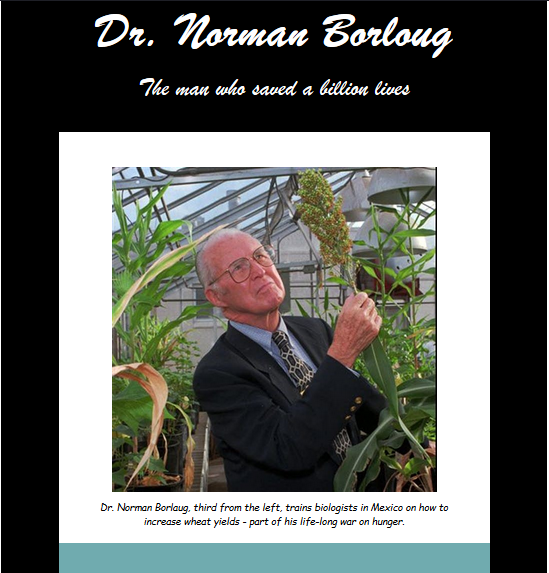 Dr. Norman Borloug
The man who saved a billion lives
Dr. Norman Borlaug, third from the left, trains biologists in Mexico on how to
increase wheat yields - part of his life-long war on hunger.